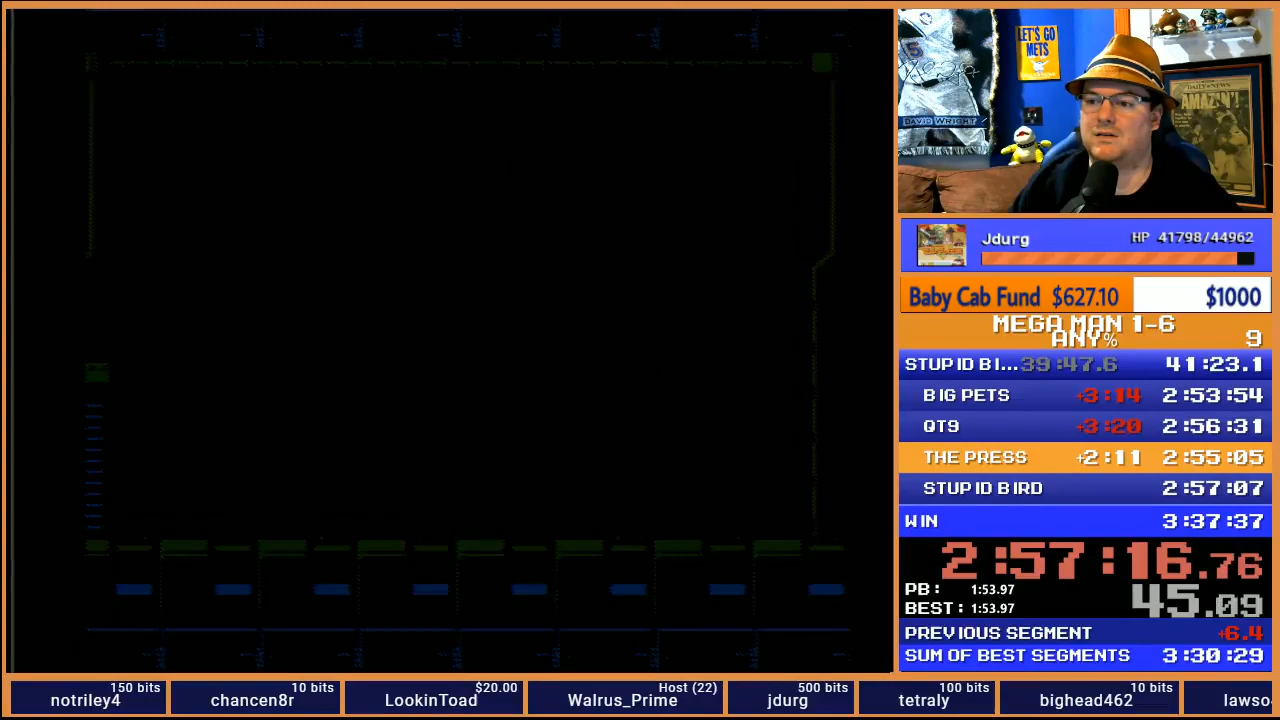 LET'S GO
METS
5
DAVID WRIGHT
DAILY NEWS
AMAZIN'!
Jdurg HP 41798/44962
Baby Cab Fund $627.10 $1000
MEGA MAN 1-6
ANY% 9
STUPID BI... 39:47.6 41:23.1
BIG PETS +3:14 2:53:54
QT9 +3:20 2:56:31
THE PRESS +2:11 2:55:05
STUPID BIRD 2:57:07
WIN 3:37:37
2:57:16.76
PB: 1:53.97
BEST: 1:53.97
45.09
PREVIOUS SEGMENT +6.4
SUM OF BEST SEGMENTS 3:30:29
150 bits
notriley4
10 bits
chancen8r
$20.00
LookinToad
Host (22)
Walrus_Prime
500 bits
jdurg
100 bits
tetraly
10 bits
bighead462
lawso